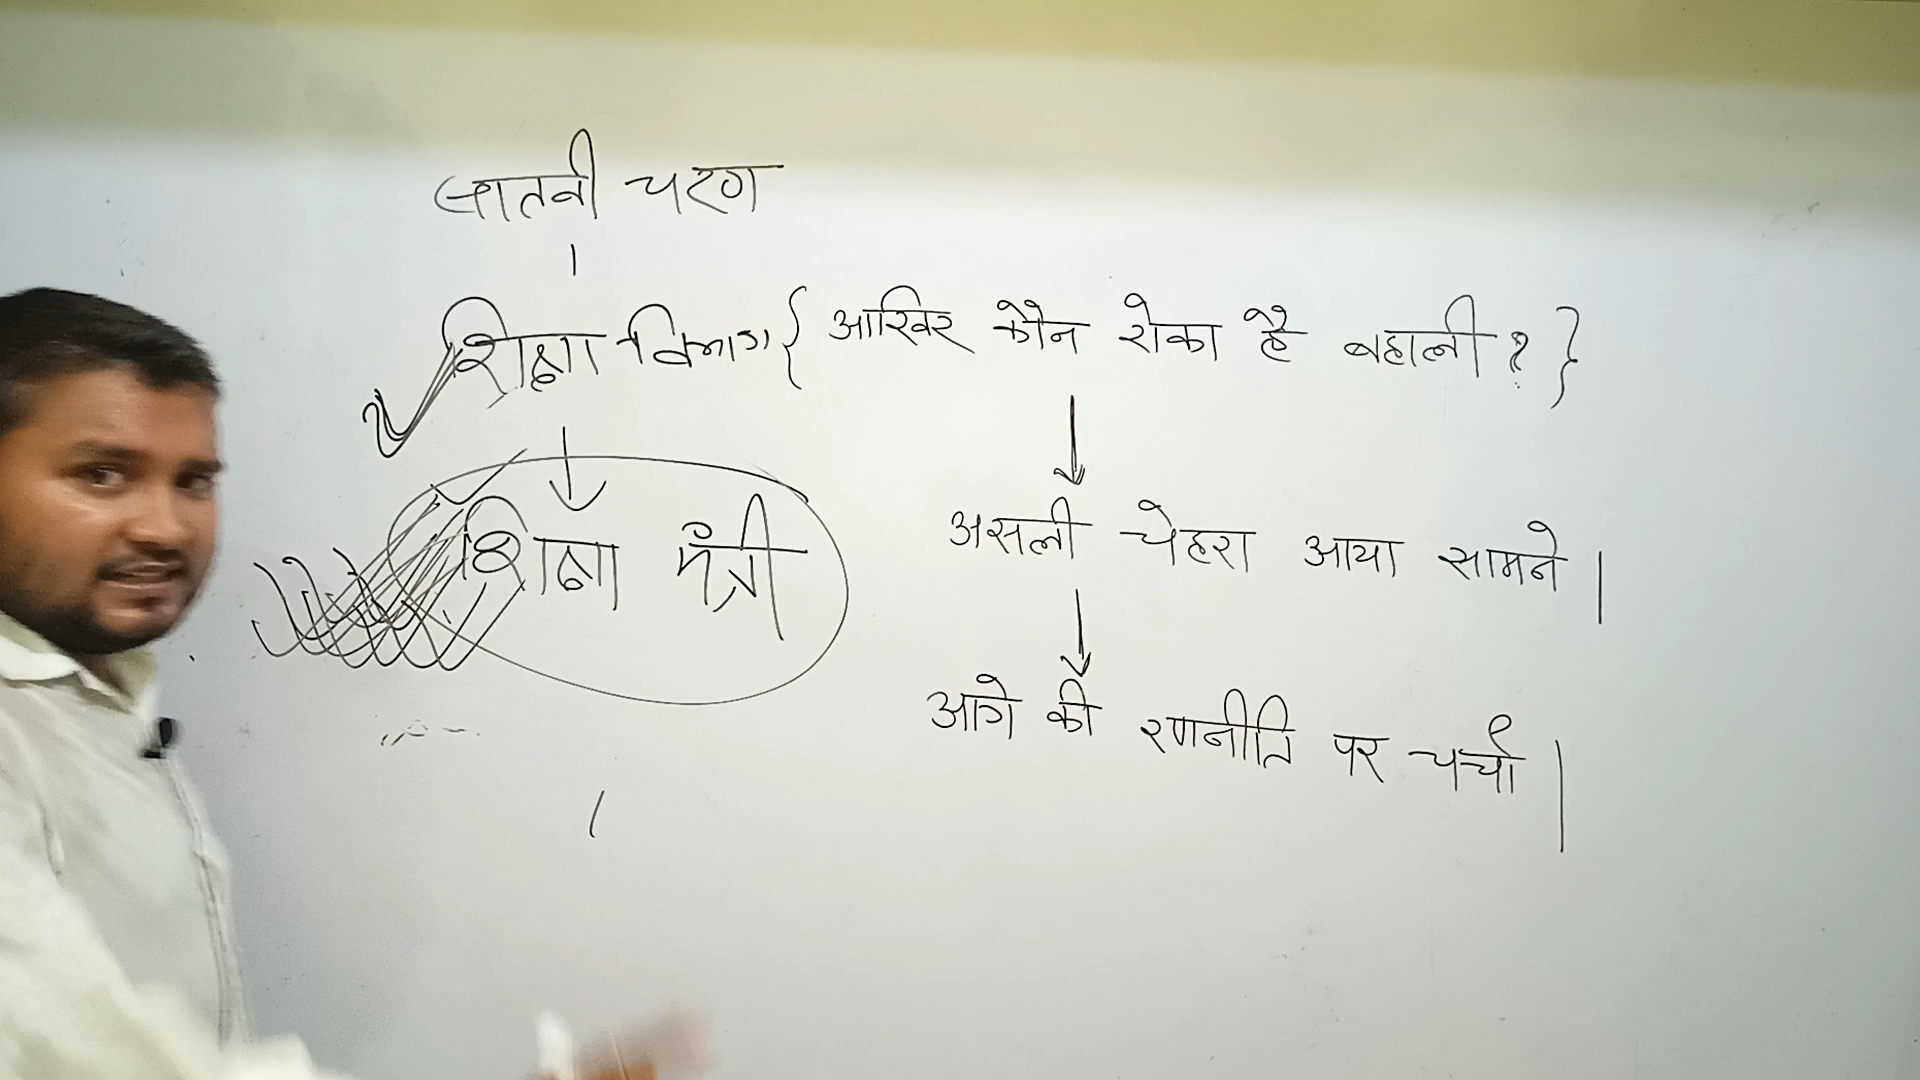 सातवी चरण
शिक्षा विभाग { आखिर कौन रोका है बहाली ? }
शिक्षा मंत्री
असली चेहरा आया सामने |
आगे की रणनीति पर चर्चा |